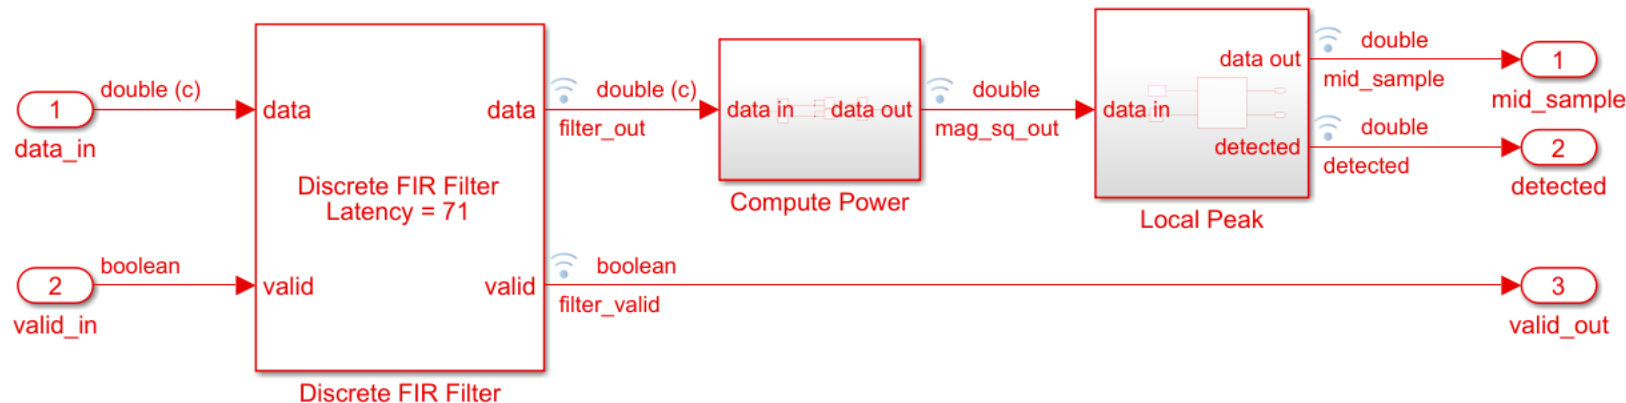 1
data_in
double (c)
2
valid_in
boolean
data
valid
Discrete FIR Filter
Latency = 71
data
valid
Discrete FIR Filter
double (c)
filter_out
boolean
filter_valid
data in
data out
Compute Power
double
mag_sq_out
data in
data out
detected
Local Peak
double
mid_sample
double
detected
1
mid_sample
2
detected
3
valid_out